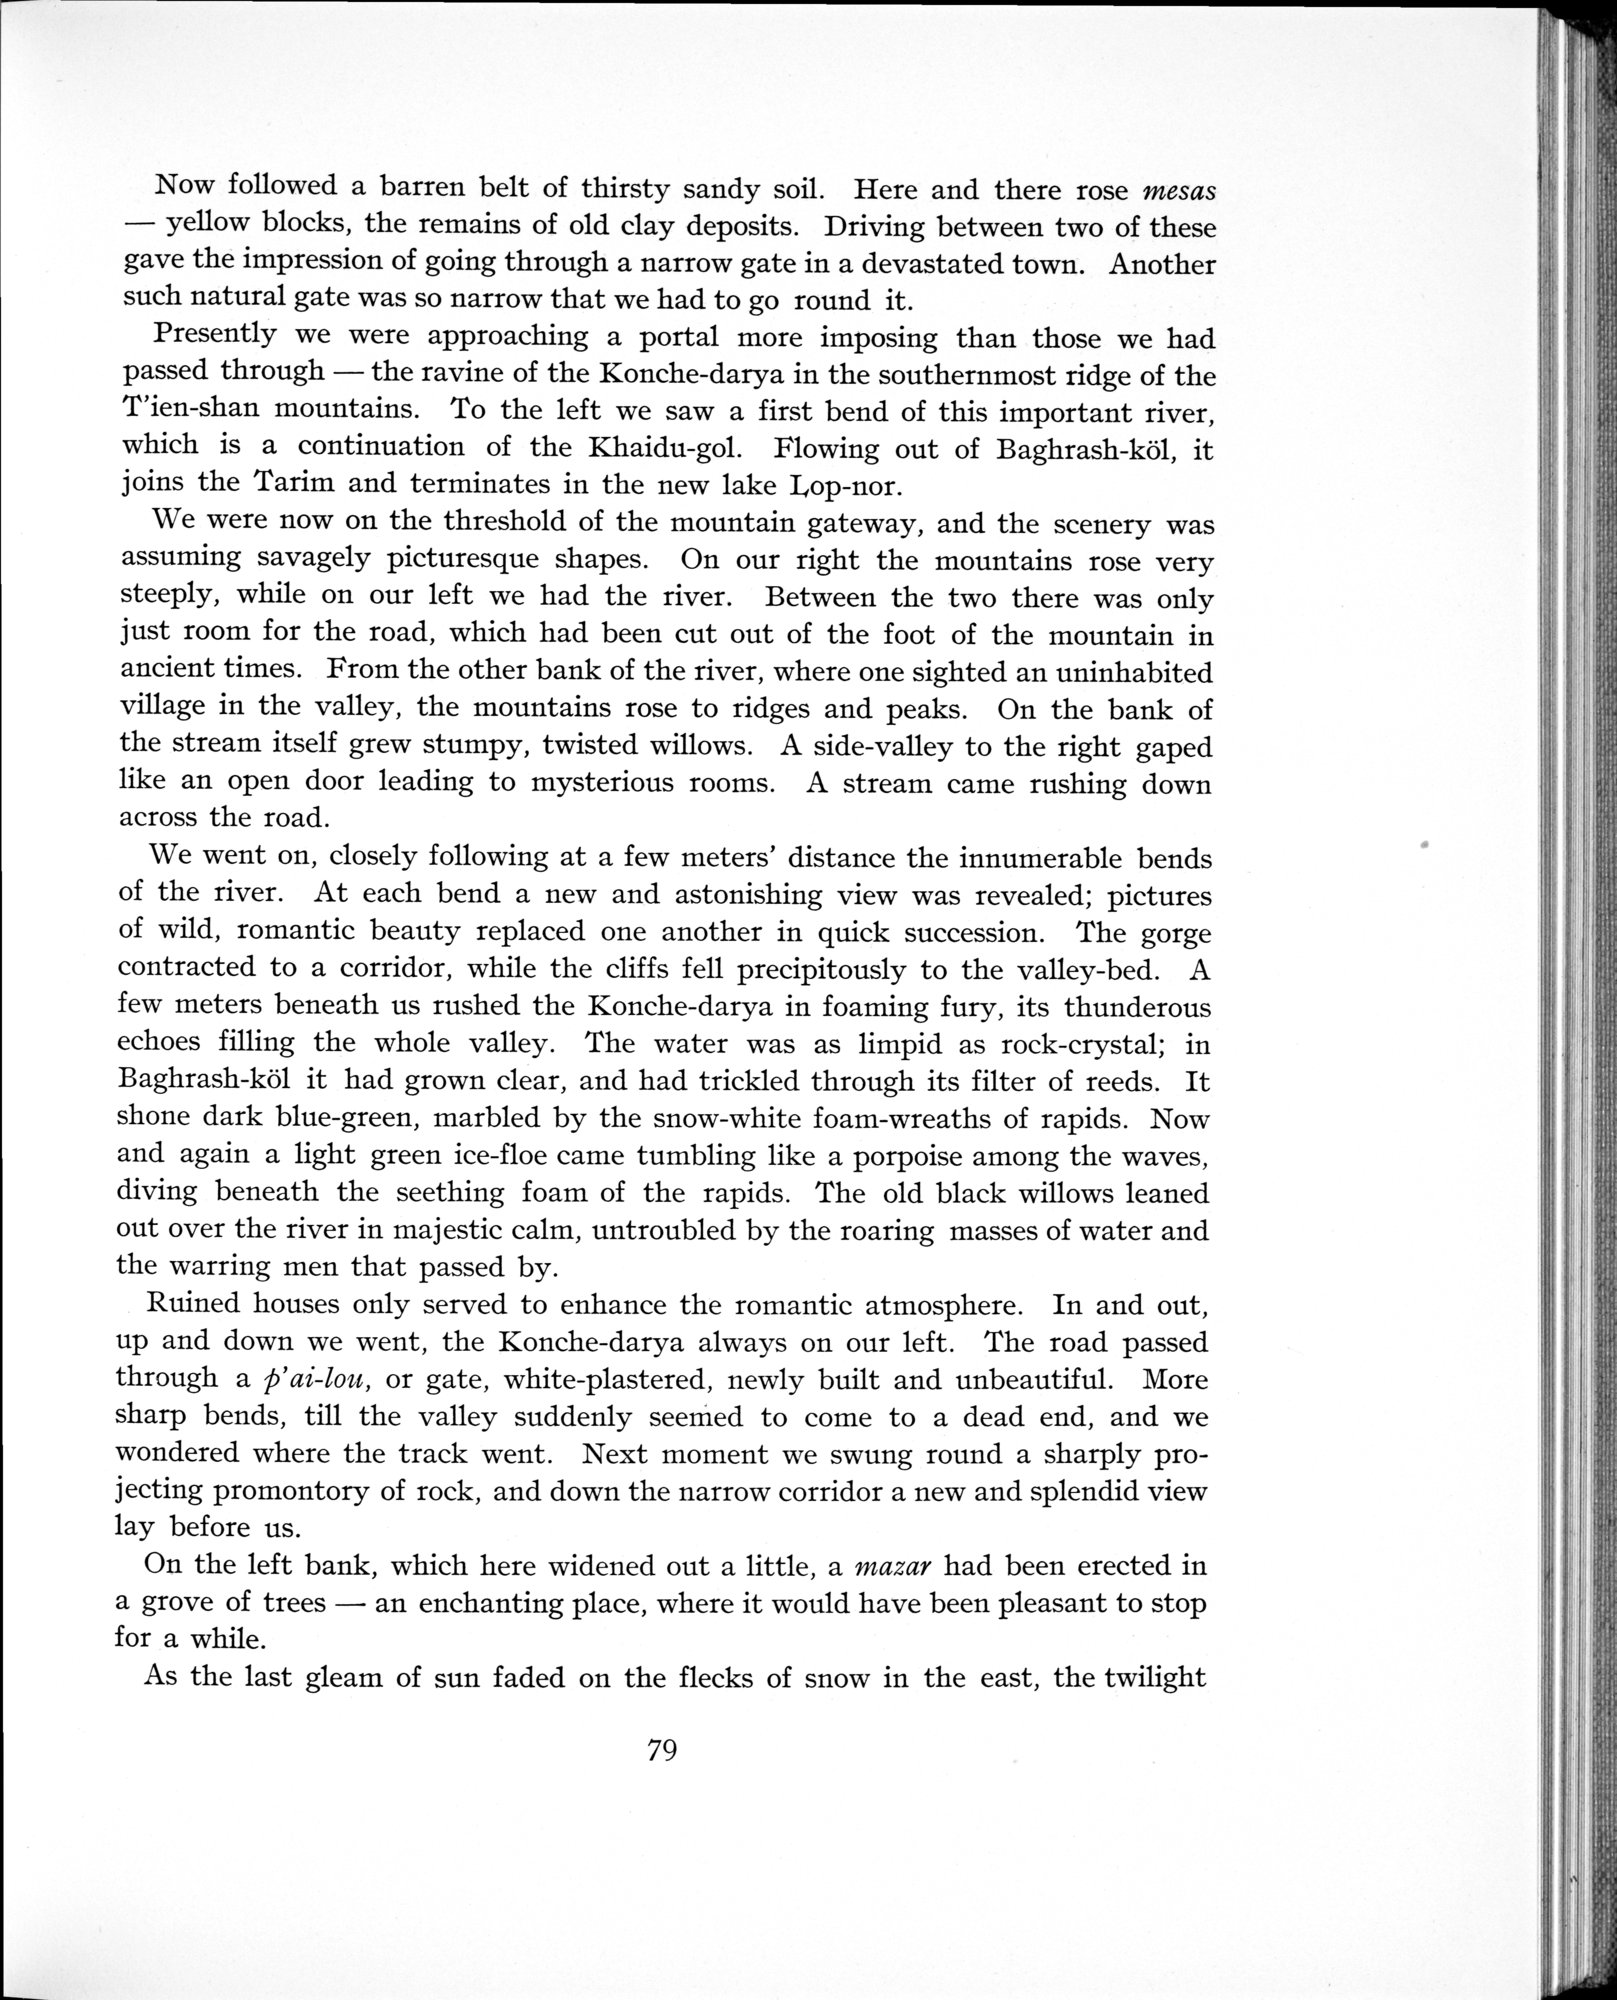 Now followed a barren belt of thirsty sandy soil. Here and there rose mesas
— yellow blocks, the remains of old clay deposits. Driving between two of these
gave the impression of going through a narrow gate in a devastated town. Another
such natural gate was so narrow that we had to go round it.
Presently we were approaching a portal more imposing than those we had
passed through — the ravine of the Konche-darya in the southernmost ridge of the
T'ien-shan mountains. To the left we saw a first bend of this important river,
which is a continuation of the Khaidu-gol. Flowing out of Baghrash-köl, it
joins the Tarim and terminates in the new lake Lop-nor.
We were now on the threshold of the mountain gateway, and the scenery was
assuming savagely picturesque shapes. On our right the mountains rose very
steeply, while on our left we had the river. Between the two there was only
just room for the road, which had been cut out of the foot of the mountain in
ancient times. From the other bank of the river, where one sighted an uninhabited
village in the valley, the mountains rose to ridges and peaks. On the bank of
the stream itself grew stumpy, twisted willows. A side-valley to the right gaped
like an open door leading to mysterious rooms. A stream came rushing down
across the road.
We went on, closely following at a few meters' distance the innumerable bends
of the river. At each bend a new and astonishing view was revealed; pictures
of wild, romantic beauty replaced one another in quick succession. The gorge
contracted to a corridor, while the cliffs fell precipitously to the valley-bed. A
few meters beneath us rushed the Konche-darya in foaming fury, its thunderous
echoes filling the whole valley. The water was as limpid as rock-crystal; in
Baghrash-köl it had grown clear, and had trickled through its filter of reeds. It
shone dark blue-green, marbled by the snow-white foam-wreaths of rapids. Now
and again a light green ice-floe came tumbling like a porpoise among the waves,
diving beneath the seething foam of the rapids. The old black willows leaned
out over the river in majestic calm, untroubled by the roaring masses of water and
the warring men that passed by.
Ruined houses only served to enhance the romantic atmosphere. In and out,
up and down we went, the Konche-darya always on our left. The road passed
through a p'ai-lou, or gate, white-plastered, newly built and unbeautiful. More
sharp bends, till the valley suddenly seemed to come to a dead end, and we
wondered where the track went. Next moment we swung round a sharply pro-
jecting promontory of rock, and down the narrow corridor a new and splendid view
lay before us.
On the left bank, which here widened out a little, a mazar had been erected in
a grove of trees — an enchanting place, where it would have been pleasant to stop
for a while.
As the last gleam of sun faded on the flecks of snow in the east, the twilight
79